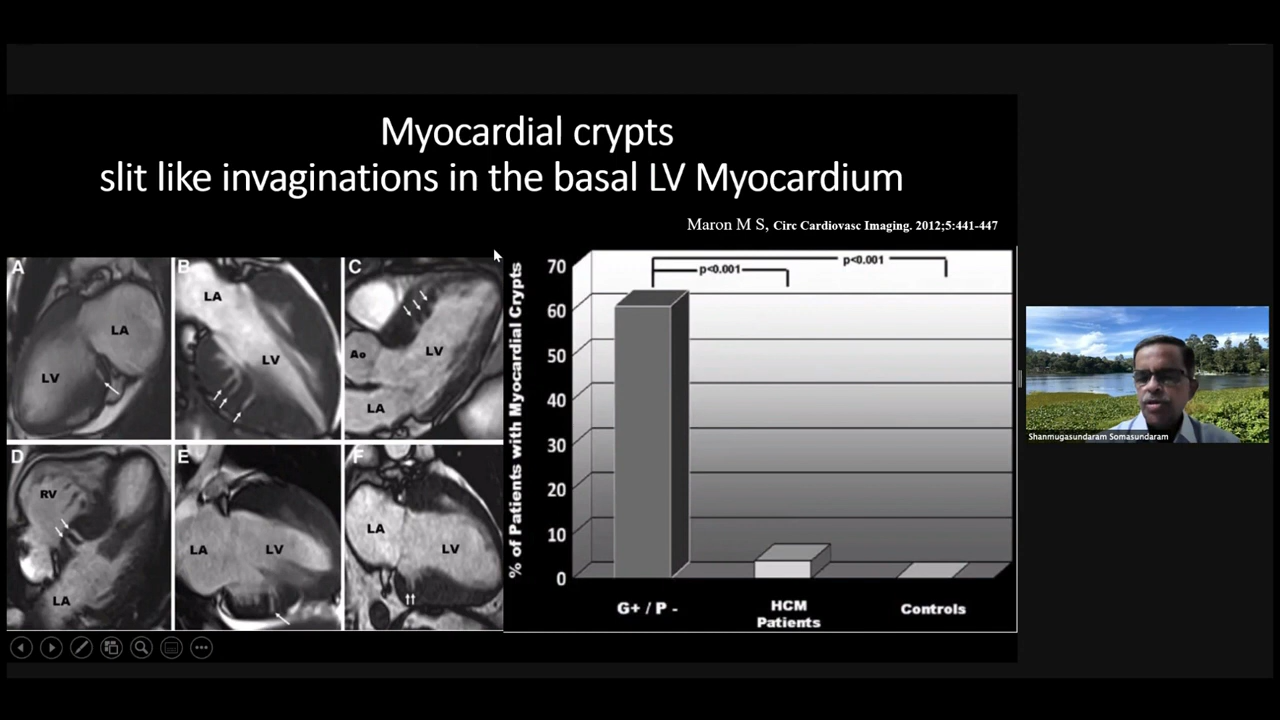 Myocardial crypts
slit like invaginations in the basal LV Myocardium
Maron M S, Circ Cardiovasc Imaging. 2012;5:441-447
A
LA
LV
B
LA
LV
C
Ao
LV
LA
D
RV
LA
E
LA
LV
F
LA
LV
% of Patients with Myocardial Crypts
70
60
50
40
30
20
10
0
p<0.001
p<0.001
G+ / P -
HCM
Patients
Controls
Shanmugasundaram Somasundaram